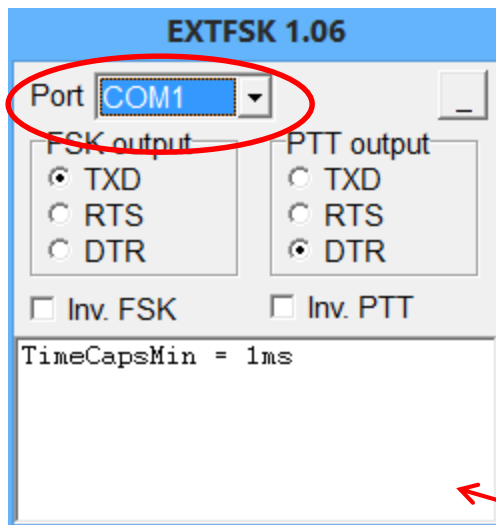 EXTFSK 1.06
Port COM1
_
FSK output
PTT output
TXD
TXD
RTS
RTS
DTR
DTR
Inv. FSK
Inv. PTT
TimeCapsMin = 1ms